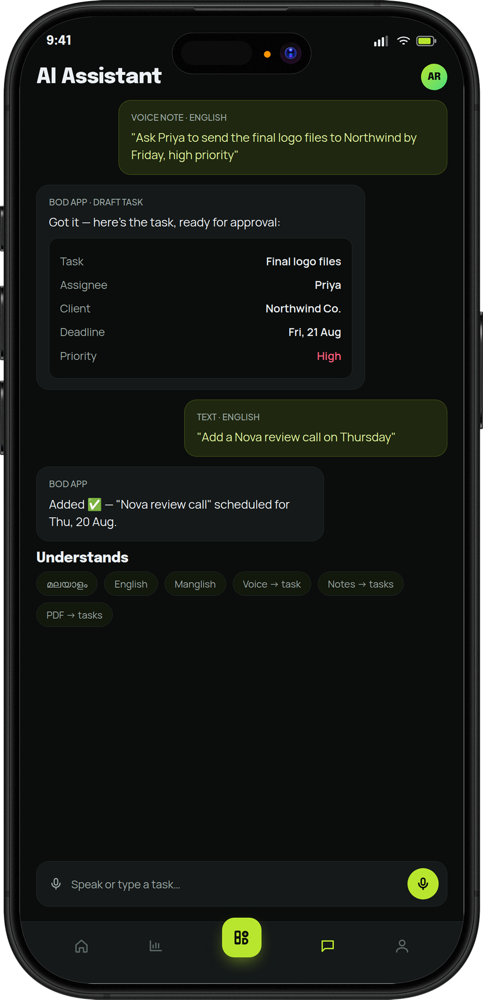 9:41
AI Assistant
AR
VOICE NOTE · ENGLISH
"Ask Priya to send the final logo files to Northwind by
Friday, high priority"
BOD APP · DRAFT TASK
Got it — here's the task, ready for approval:
Task Final logo files
Assignee Priya
Client Northwind Co.
Deadline Fri, 21 Aug
Priority High
TEXT · ENGLISH
"Add a Nova review call on Thursday"
BOD APP
Added ✅ — "Nova review call" scheduled for
Thu, 20 Aug.
Understands
മലയാളം English Manglish Voice → task Notes → tasks
PDF → tasks
Speak or type a task...